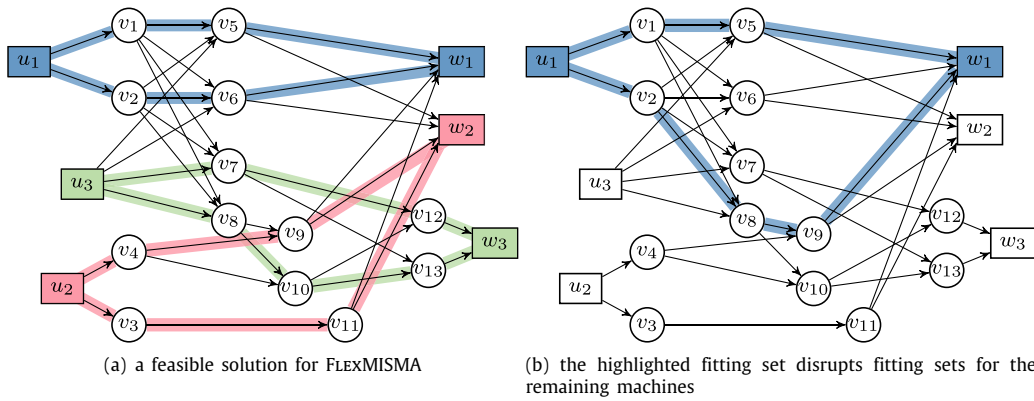 u1
v1
v5
w1
v2
v6
w2
u3
v7
v8
v12
v4
v9
w3
u2
v10
v13
v3
v11
(a) a feasible solution for FLEXMISMA
u1
v1
v5
w1
v2
v6
w2
u3
v7
v8
v12
v4
v9
w3
u2
v10
v13
v3
v11
(b) the highlighted fitting set disrupts fitting sets for the
remaining machines